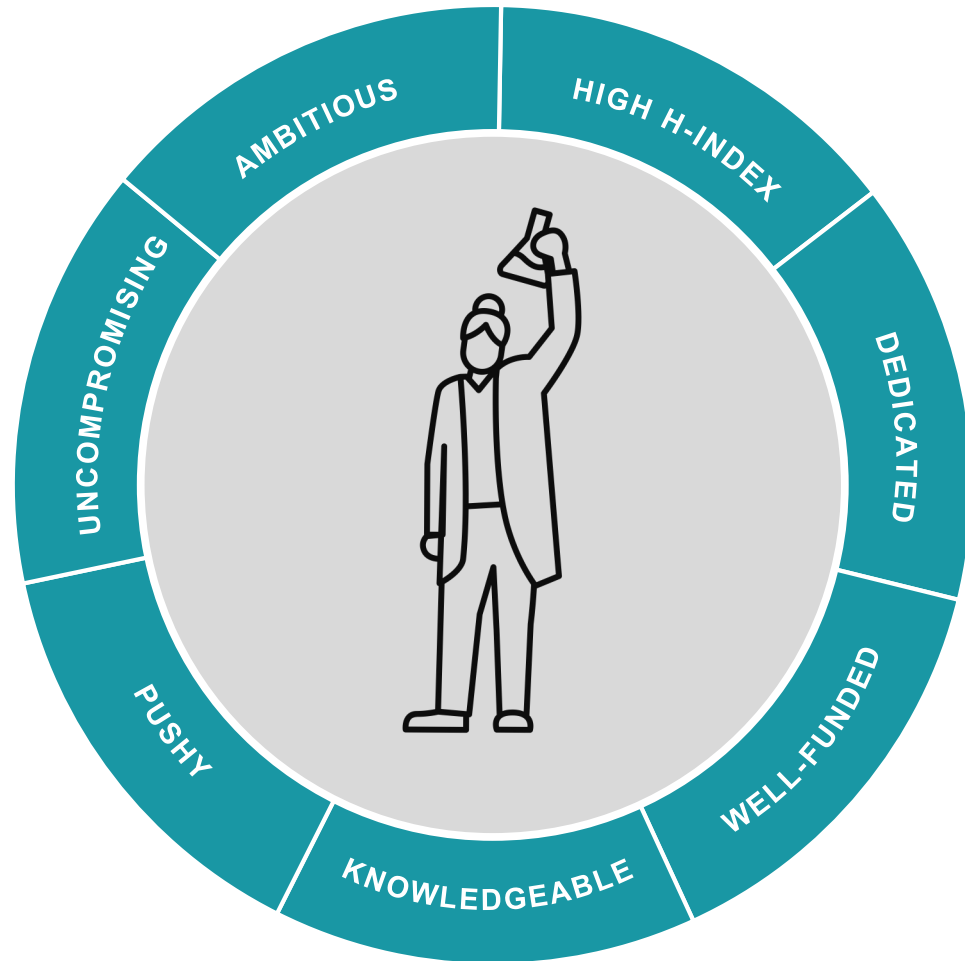 AMBITIOUS
HIGH H-INDEX
DEDICATED
WELL-FUNDED
KNOWLEDGEABLE
PUSHY
UNCOMPROMISING